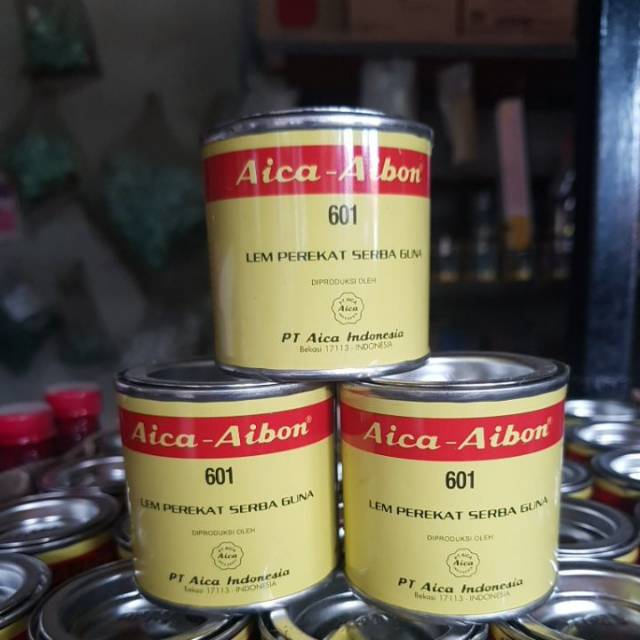 Aica-Aibon®
601
LEM PEREKAT SERBA GUNA
DIPRODUKSI OLEH
Aica
PT Aica Indonesia
Bekasi 17113 - INDONESIA
Aica-Aibon®
601
LEM PEREKAT SERBA GUNA
DIPRODUKSI OLEH
Aica
PT Aica Indonesia
Bekasi 17113 - INDONESIA
Aica-Aibon®
601
LEM PEREKAT SERBA GUNA
DIPRODUKSI OLEH
Aica
PT Aica Indonesia
Bekasi 17113 - INDONESIA